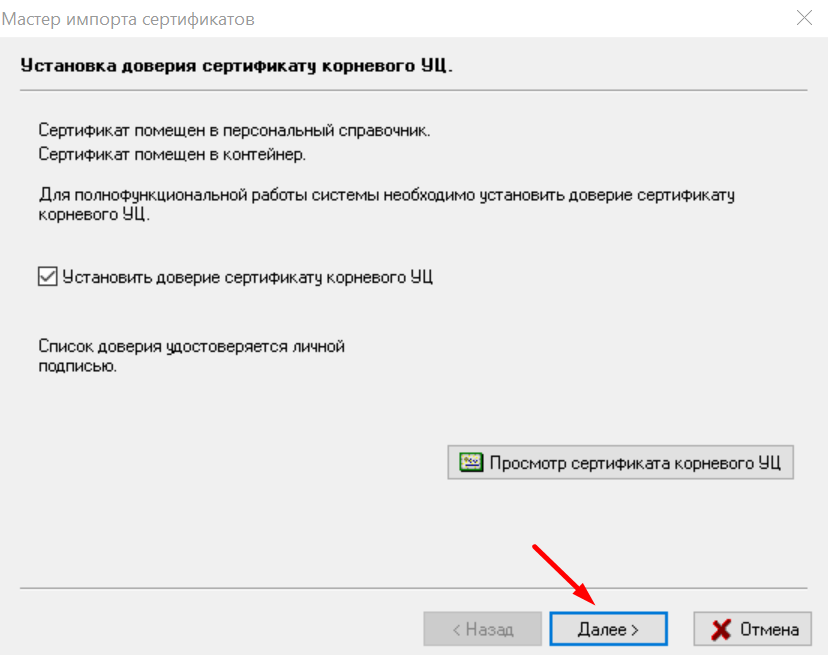 Мастер импорта сертификатов
Установка доверия сертификату корневого УЦ.
Сертификат помещен в персональный справочник.
Сертификат помещен в контейнер.
Для полнофункциональной работы системы необходимо установить доверие сертификату
корневого УЦ.
Установить доверие сертификату корневого УЦ
Список доверия удостоверяется личной
подписью.
Просмотр сертификата корневого УЦ
< Назад
Далее >
Отмена